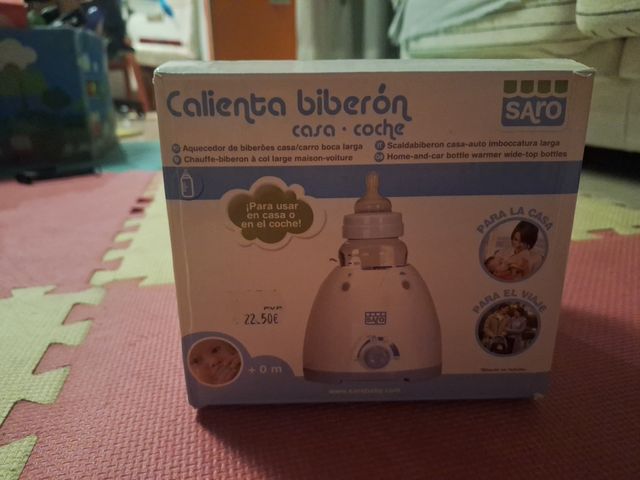 Calienta biberón
casa · coche
SARO
Aquecedor de biberões casa/carro boca larga
Scaldabiberon casa-auto imboccatura larga
Chauffe-biberon à col large maison-voiture
Home-and-car bottle warmer wide-top bottles
¡Para usar
en casa o
en el coche!
PARA LA CASA
PARA EL VIAJE
PVP
22.50€
SARO
+ 0 m
www.sarobaby.com